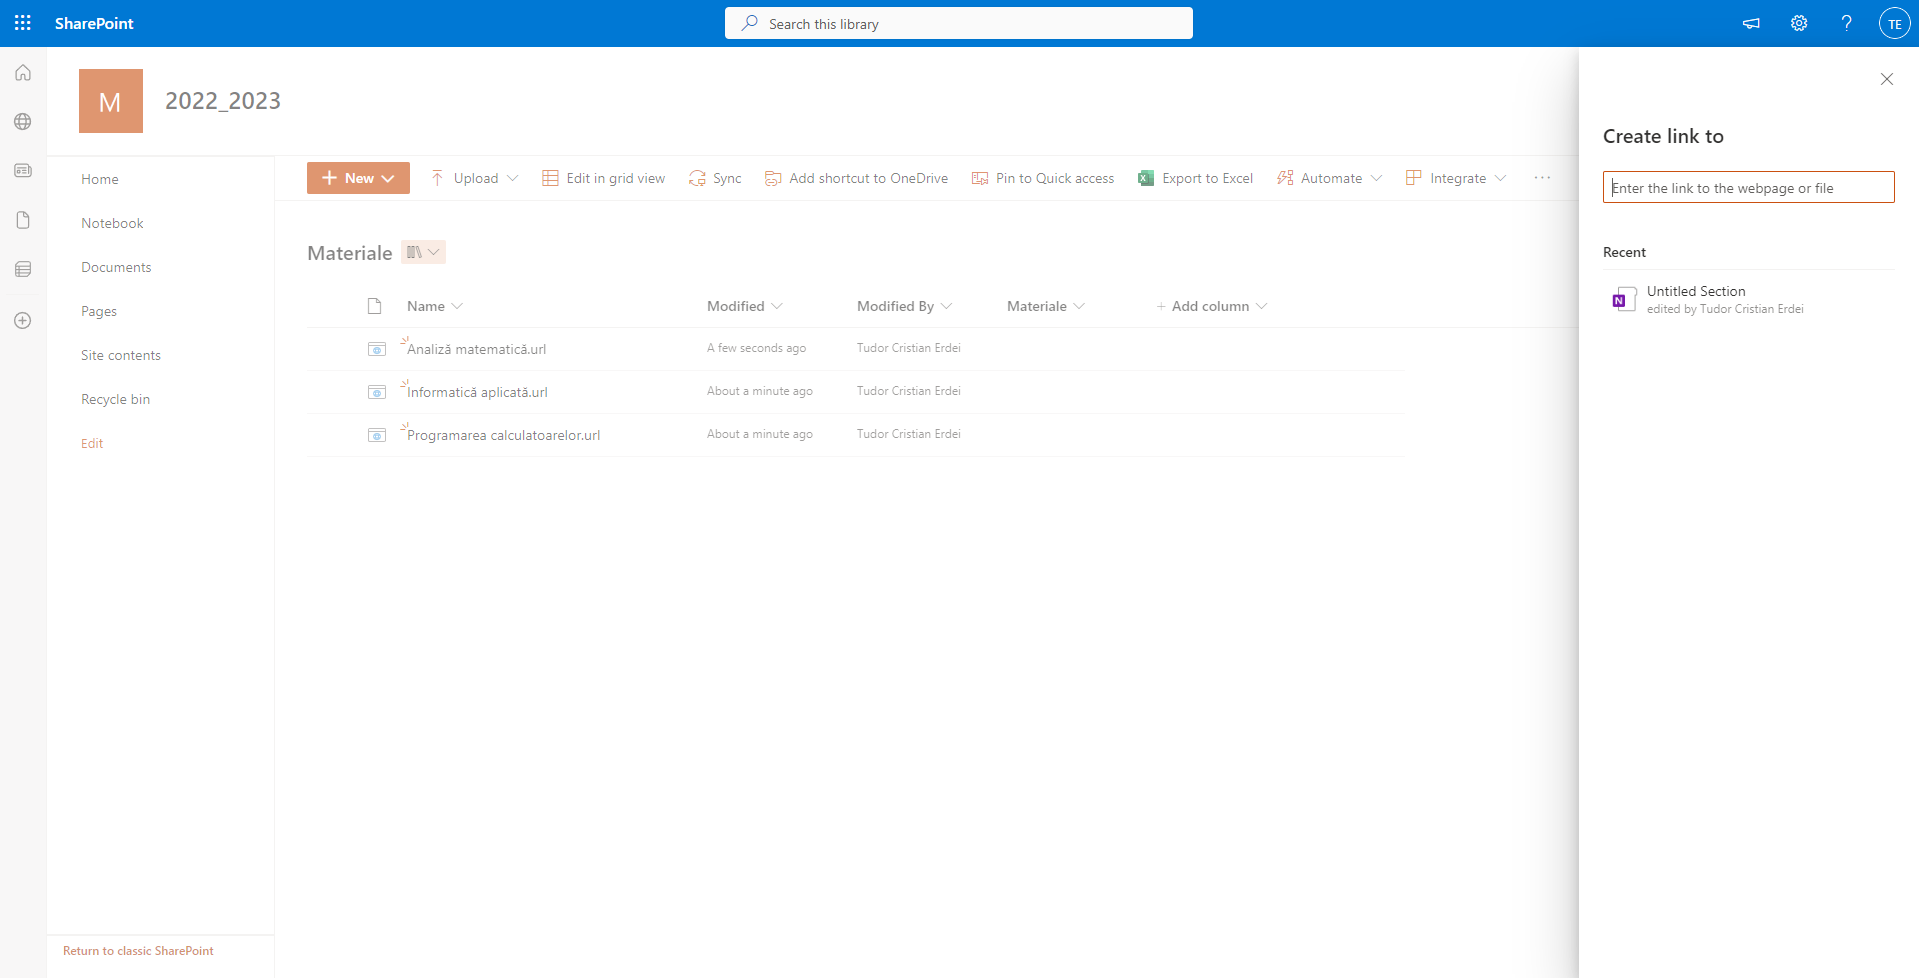 SharePoint
Search this library
TE
M
2022_2023
Home
Notebook
Documents
Pages
Site contents
Recycle bin
Edit
Return to classic SharePoint
New
Upload
Edit in grid view
Sync
Add shortcut to OneDrive
Pin to Quick access
Export to Excel
Automate
Integrate
Materiale
Name
Modified
Modified By
Materiale
+ Add column
Analiză matematică.url
A few seconds ago
Tudor Cristian Erdei
Informatică aplicată.url
About a minute ago
Tudor Cristian Erdei
Programarea calculatoarelor.url
About a minute ago
Tudor Cristian Erdei
Create link to
Enter the link to the webpage or file
Recent
N
Untitled Section
edited by Tudor Cristian Erdei